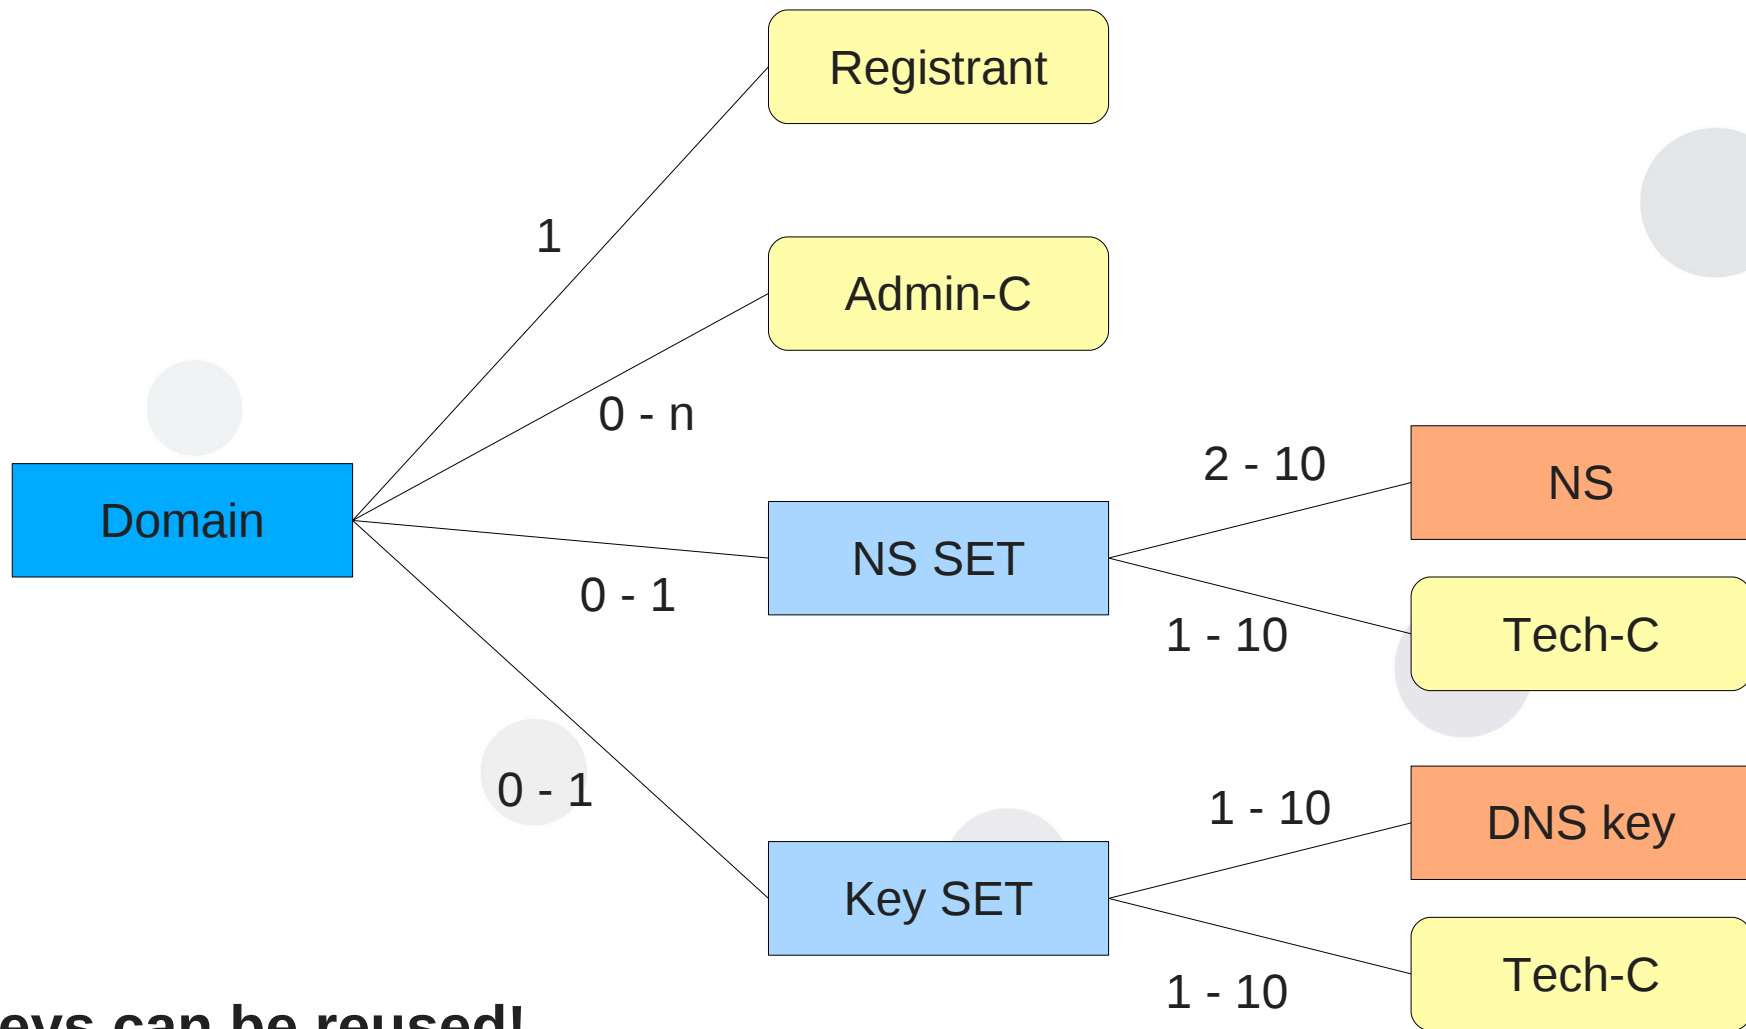 Registrant
1
Admin-C
0 - n
Domain
NS SET
0 - 1
2 - 10
NS
1 - 10
Tech-C
0 - 1
Key SET
1 - 10
DNS key
1 - 10
Tech-C
can be reused!